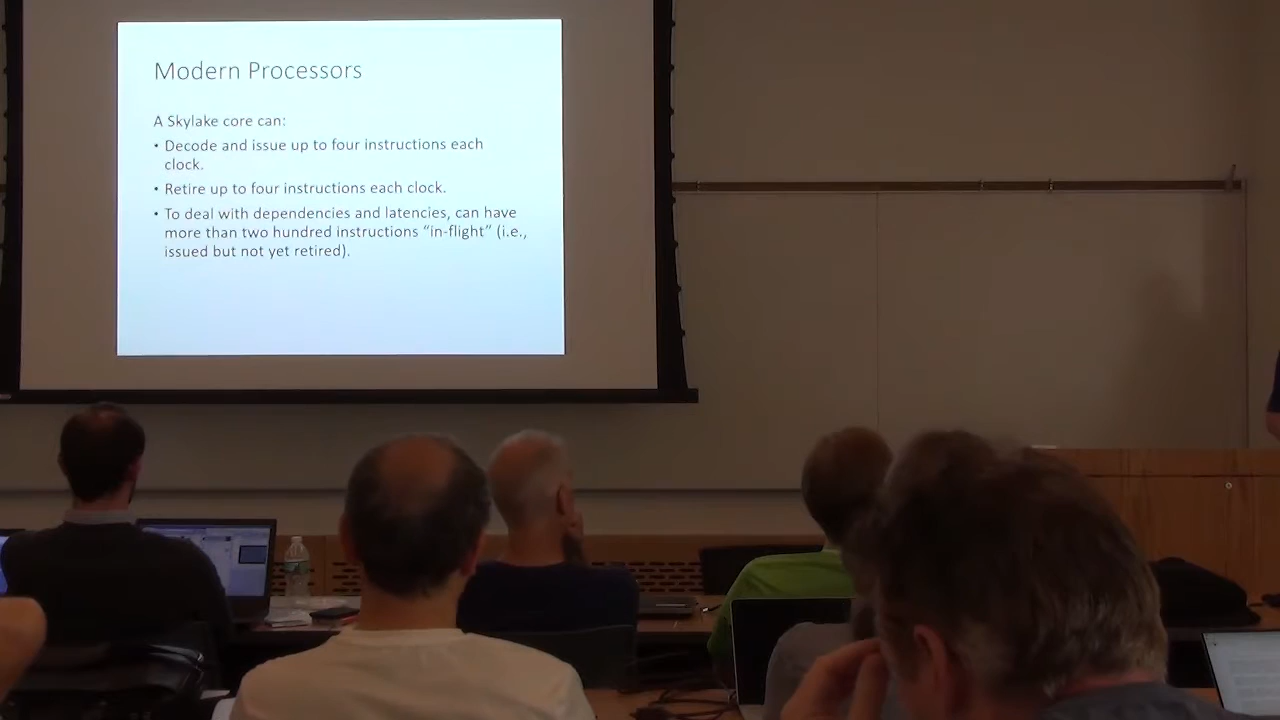 Modern Processors
A Skylake core can:
• Decode and issue up to four instructions each
clock.
• Retire up to four instructions each clock.
• To deal with dependencies and latencies, can have
more than two hundred instructions “in-flight” (i.e.,
issued but not yet retired).